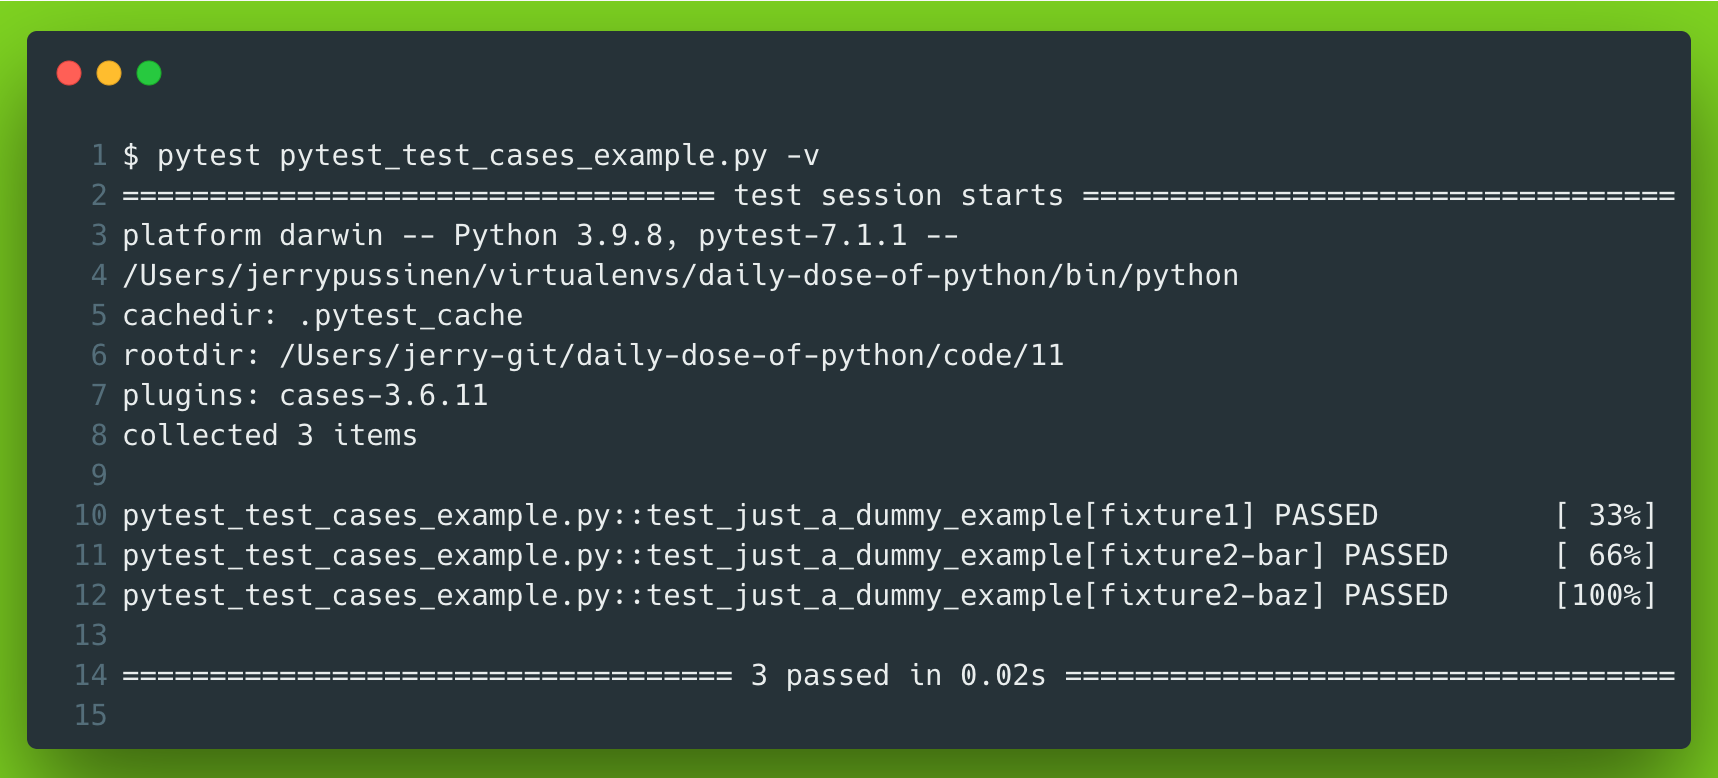 1 $ pytest pytest_test_cases_example.py -v
2 ================================== test session starts ==================================
3 platform darwin -- Python 3.9.8, pytest-7.1.1 --
4 /Users/jerrypussinen/virtualenvs/daily-dose-of-python/bin/python
5 cachedir: .pytest_cache
6 rootdir: /Users/jerry-git/daily-dose-of-python/code/11
7 plugins: cases-3.6.11
8 collected 3 items
9
10 pytest_test_cases_example.py::test_just_a_dummy_example[fixture1] PASSED          [ 33%]
11 pytest_test_cases_example.py::test_just_a_dummy_example[fixture2-bar] PASSED      [ 66%]
12 pytest_test_cases_example.py::test_just_a_dummy_example[fixture2-baz] PASSED      [100%]
13
14 =================================== 3 passed in 0.02s ===================================
15